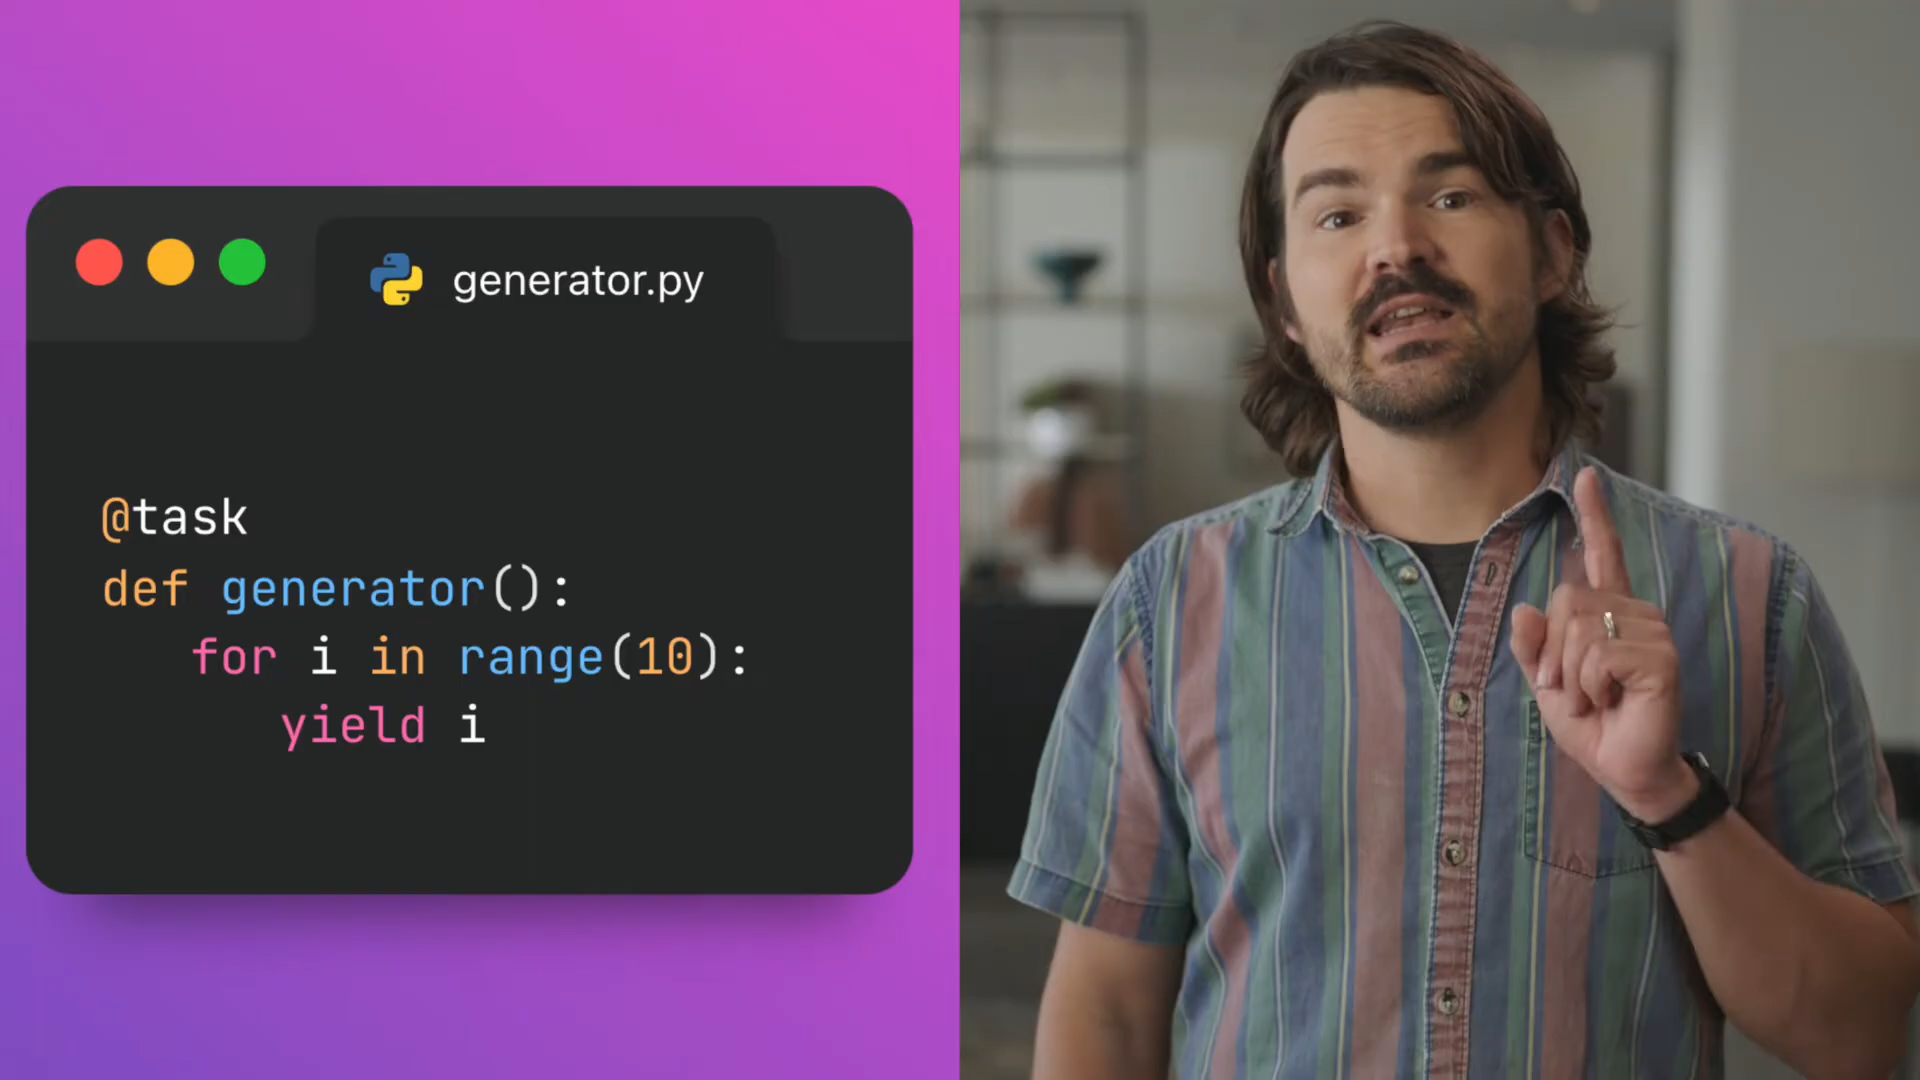 generator.py
@task
def generator():
for i in range(10):
yield i